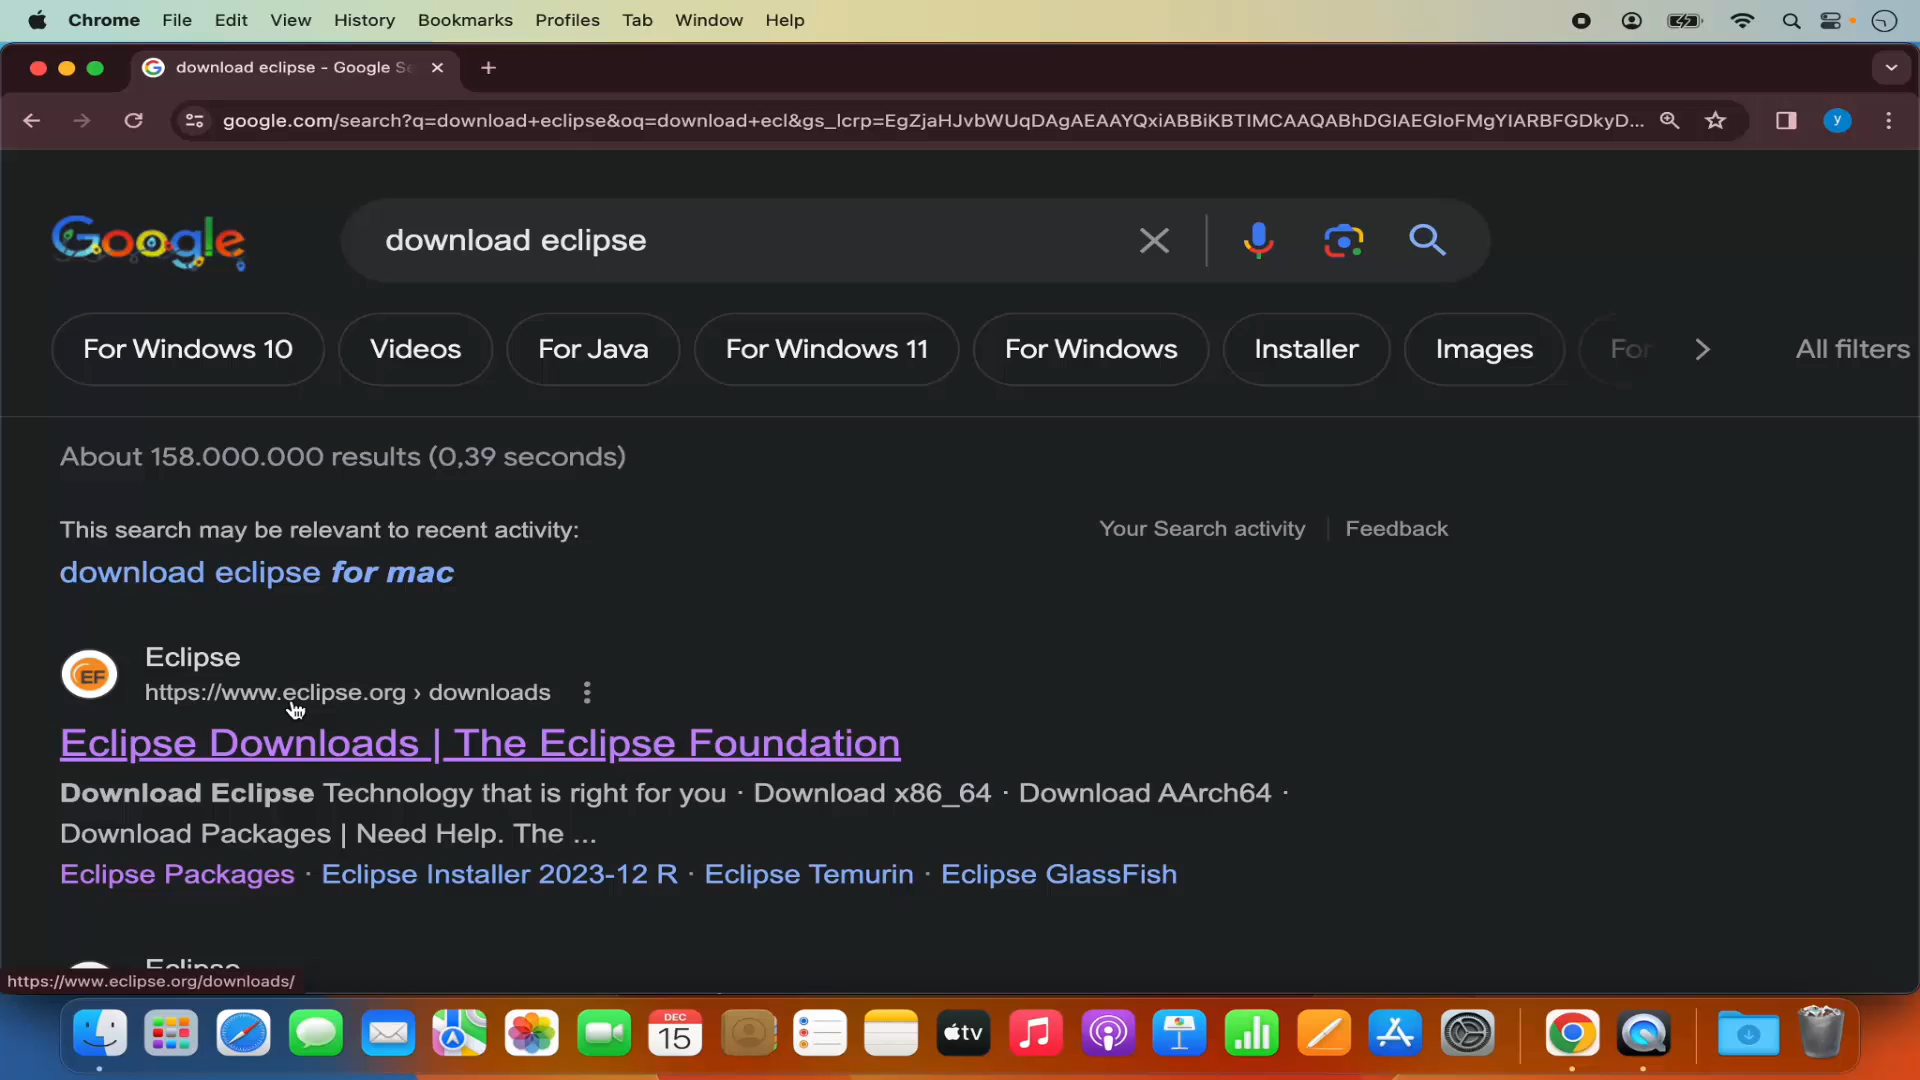 Chrome File Edit View History Bookmarks Profiles Tab Window Help
download eclipse - Google Se
google.com/search?q=download+eclipse&oq=download+ecl&gs_lcrp=EgZjaHJvbWUqDAgAEAAYQxiABBiKBTIMCAAQABhDGIAEGIoFMgYIARBFGDkyD...
y
Google
download eclipse
For Windows 10 Videos For Java For Windows 11 For Windows Installer Images For All filters
About 158.000.000 results (0,39 seconds)
This search may be relevant to recent activity: Your Search activity Feedback
download eclipse for mac
EF
Eclipse
https://www.eclipse.org › downloads
Eclipse Downloads | The Eclipse Foundation
Download Eclipse Technology that is right for you · Download x86_64 · Download AArch64 ·
Download Packages | Need Help. The ...
Eclipse Packages · Eclipse Installer 2023-12 R · Eclipse Temurin · Eclipse GlassFish
Eclipse
https://www.eclipse.org/downloads/
DEC
15
tv